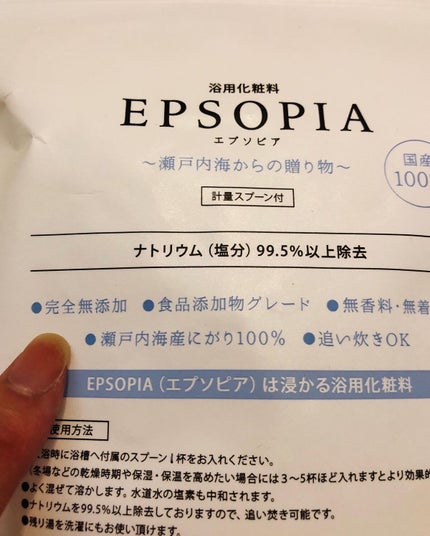 浴用化粧料
EPSOPIA
エプソピア
〜瀬戸内海からの贈り物〜
国産
100
計量スプーン付
ナトリウム（塩分）99.5%以上除去
●完全無添加 ●食品添加物グレード ●無香料・無着
●瀬戸内海産にがり100% ●追い炊きOK
EPSOPIA（エプソピア）は浸かる浴用化粧料
使用方法
浴時に浴槽へ付属のスプーン1杯をお入れください。
（冬場などの乾燥時期や保湿・保温を高めたい場合には3〜5杯ほど入れますとより効果的
●よく混ぜて溶かします。水道水の塩素も中和されます。
●ナトリウムを99.5%以上除去しておりますので、追い焚き可能です。
●残り湯を洗濯にもお使い頂けます。